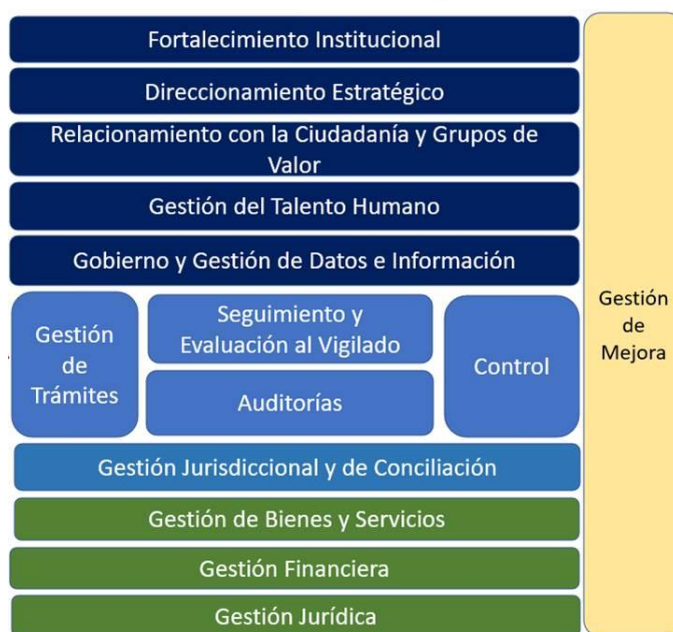 Fortalecimiento Institucional
Direccionamiento Estratégico
Relacionamiento con la Ciudadanía y Grupos de
Valor
Gestión del Talento Humano
Gobierno y Gestión de Datos e Información
Gestión
de
Trámites
Seguimiento y
Evaluación al Vigilado
Auditorías
Control
Gestión Jurisdiccional y de Conciliación
Gestión de Bienes y Servicios
Gestión Financiera
Gestión Jurídica
Gestión
de
Mejora